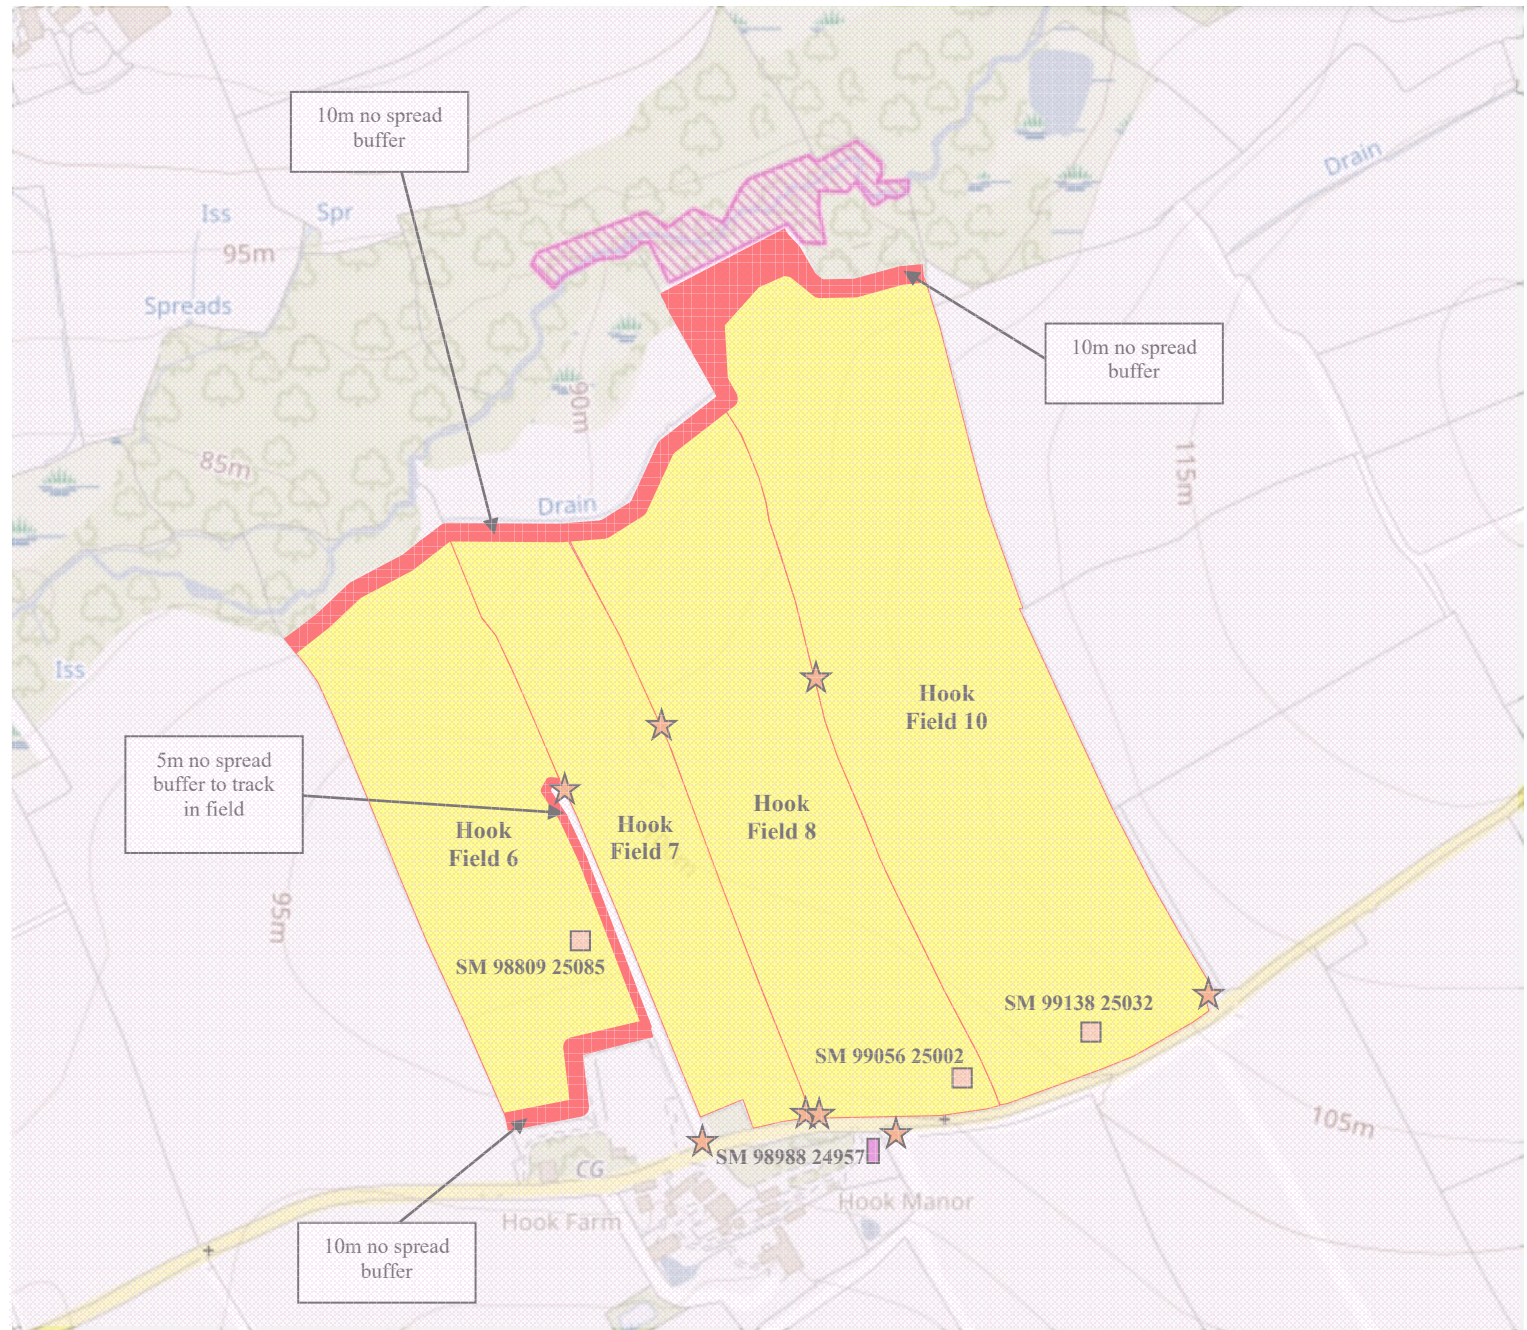 10m no spread
buffer
Drain
Iss
Spr
95m
Spreads
10m no spread
buffer
90m
115m
85m
Drain
Iss
Hook
Field 10
5m no spread
buffer to track
in field
Hook
Field 8
Hook
Field 7
Hook
Field 6
95m
SM 98809 25085
SM 99138 25032
SM 99056 25002
105m
SM 98988 24957
CG
Hook Manor
Hook Farm
10m no spread
buffer